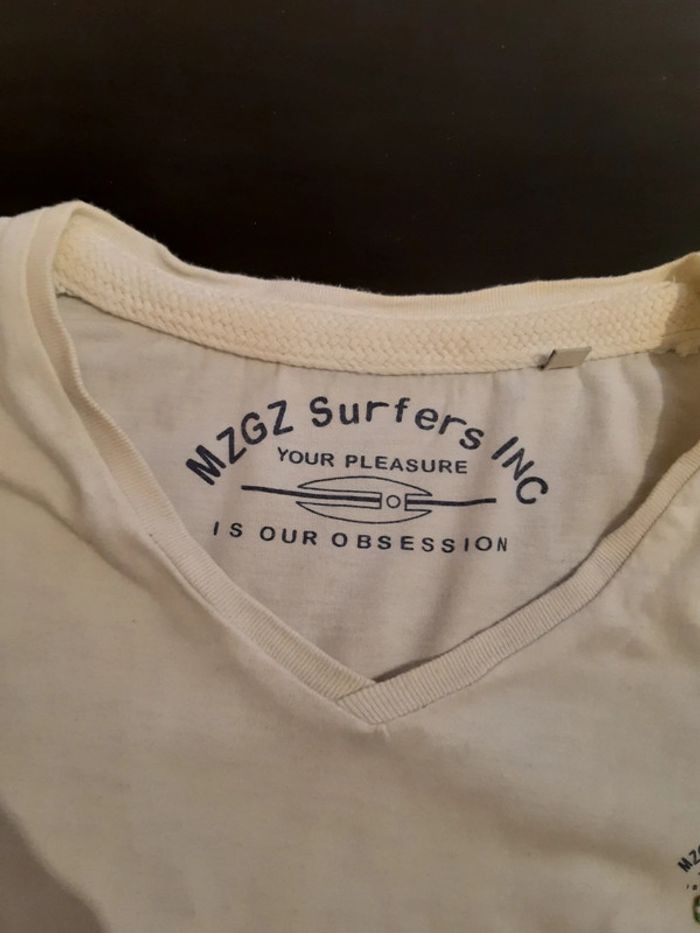 MZGZ Surfers INC
YOUR PLEASURE
IS OUR OBSESSION